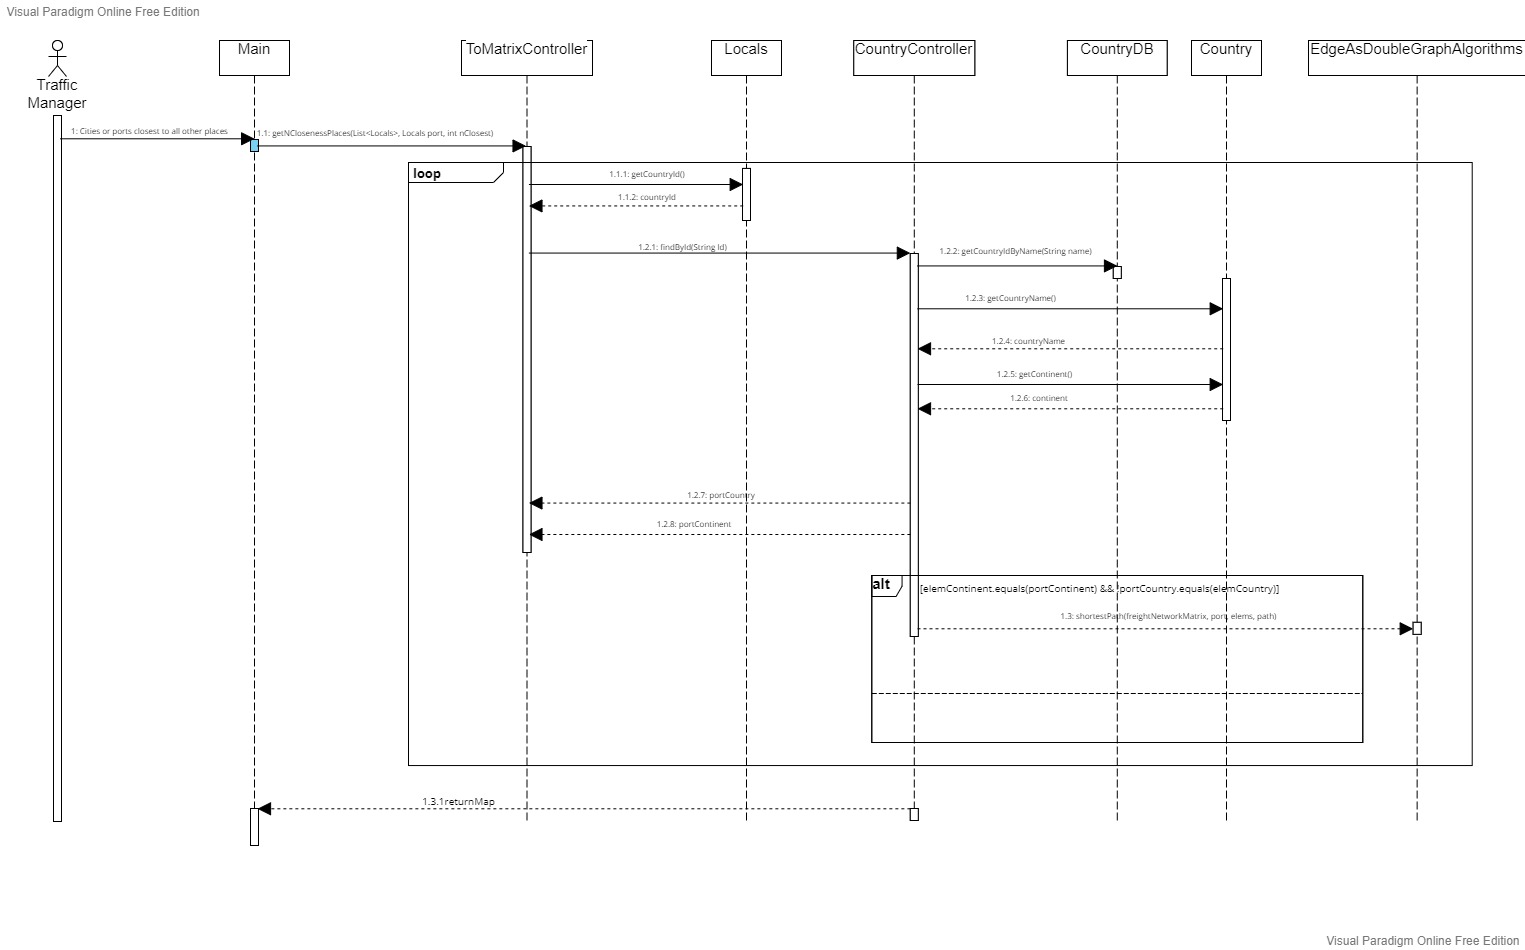 Visual Paradigm Online Free Edition
Traffic
Manager
Main
ToMatrixController
Locals
CountryController
CountryDB
Country
EdgeAsDoubleGraphAlgorithms
1: Cities or ports closest to all other places
1.1: getNClosenessPlaces(List<Locals>, Locals port, int nClosest)
loop
1.1.1: getCountryId()
1.1.2: countryId
1.2.1: findById(String Id)
1.2.2: getCountryIdByName(String name)
1.2.3: getCountryName()
1.2.4: countryName
1.2.5: getContinent()
1.2.6: continent
1.2.7: portCountry
1.2.8: portContinent
alt
[elemContinent.equals(portContinent) && !portCountry.equals(elemCountry)]
1.3: shortestPath(freightNetworkMatrix, port, elems, path)
1.3.1returnMap
Visual Paradigm Online Free Edition